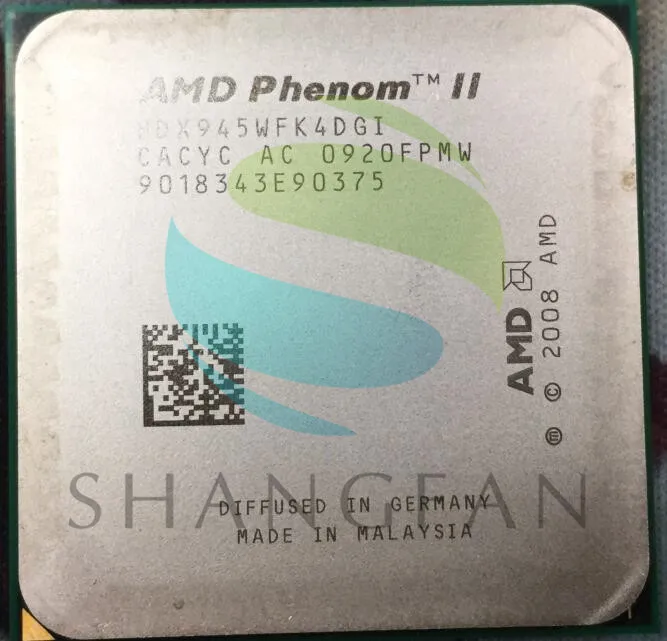 AMD Phenom™ II
HDX945WFK4DGI
CACYC AC 0920FPMW
9018343E90375
AMD
ⓜ © 2008 AMD
SHANGFAN
DIFFUSED IN GERMANY
MADE IN MALAYSIA